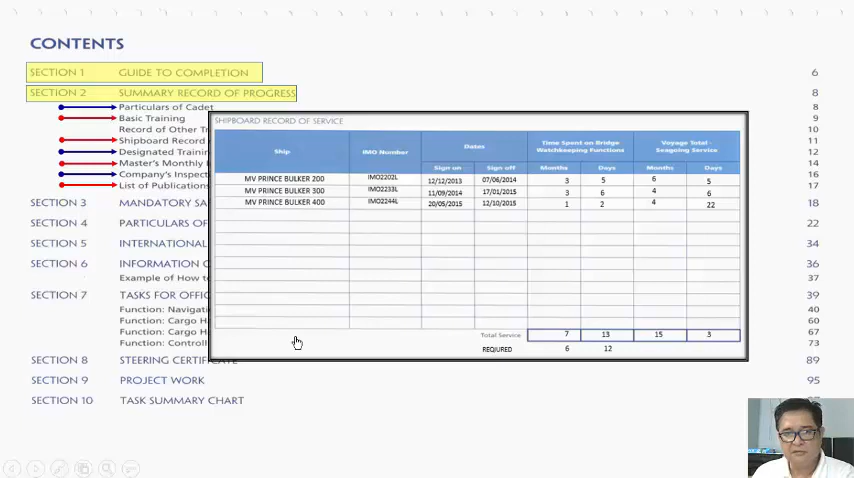 CONTENTS
SECTION 1 GUIDE TO COMPLETION 6
SECTION 2 SUMMARY RECORD OF PROGRESS 8
Particulars of Cadet 8
Basic Training 9
Record of Other Tr 10
Shipboard Record 11
Designated Traini 12
Master's Monthly 14
Company's Inspect 16
List of Publications 17
SECTION 3 MANDATORY SA 18
SECTION 4 PARTICULARS OF 22
SECTION 5 INTERNATIONAL 34
SECTION 6 INFORMATION 36
Example of How to 37
SECTION 7 TASKS FOR OFFIC 39
Function: Navigati 40
Function: Cargo H 60
Function: Cargo H 67
Function: Control 73
SECTION 8 STEERING CERTIFICATE 89
SECTION 9 PROJECT WORK 95
SECTION 10 TASK SUMMARY CHART
SHIPBOARD RECORD OF SERVICE
Ship IMO Number Dates Time Spent on Bridge Watchkeeping Functions Voyage Total - Seagoing Service
Sign on Sign off Months Days Months Days
MV PRINCE BULKER 200 IMO2202L 12/12/2013 07/06/2014 3 5 6 5
MV PRINCE BULKER 300 IMO2233L 11/09/2014 17/01/2015 3 6 4 6
MV PRINCE BULKER 400 IMO2244L 20/05/2015 12/10/2015 1 2 4 22
Total Service 7 13 15 3
REQIURED 6 12